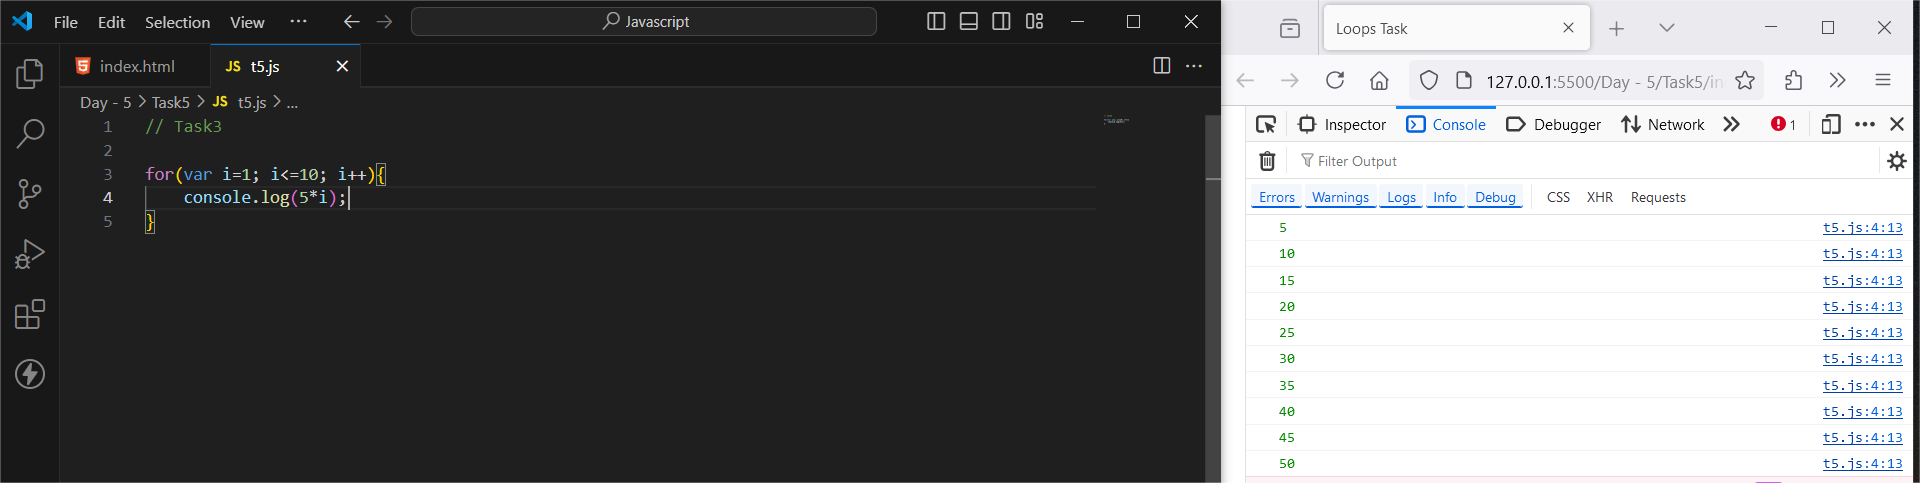 File Edit Selection View ··· Javascript
index.html JS t5.js
Day - 5 > Task5 > JS t5.js > ...
1 // Task3
2
3 for(var i=1; i<=10; i++){
4 console.log(5*i);
5 }
Loops Task
127.0.0.1:5500/Day - 5/Task5/in
Inspector Console Debugger Network 1
Filter Output
Errors Warnings Logs Info Debug CSS XHR Requests
5 t5.js:4:13
10 t5.js:4:13
15 t5.js:4:13
20 t5.js:4:13
25 t5.js:4:13
30 t5.js:4:13
35 t5.js:4:13
40 t5.js:4:13
45 t5.js:4:13
50 t5.js:4:13